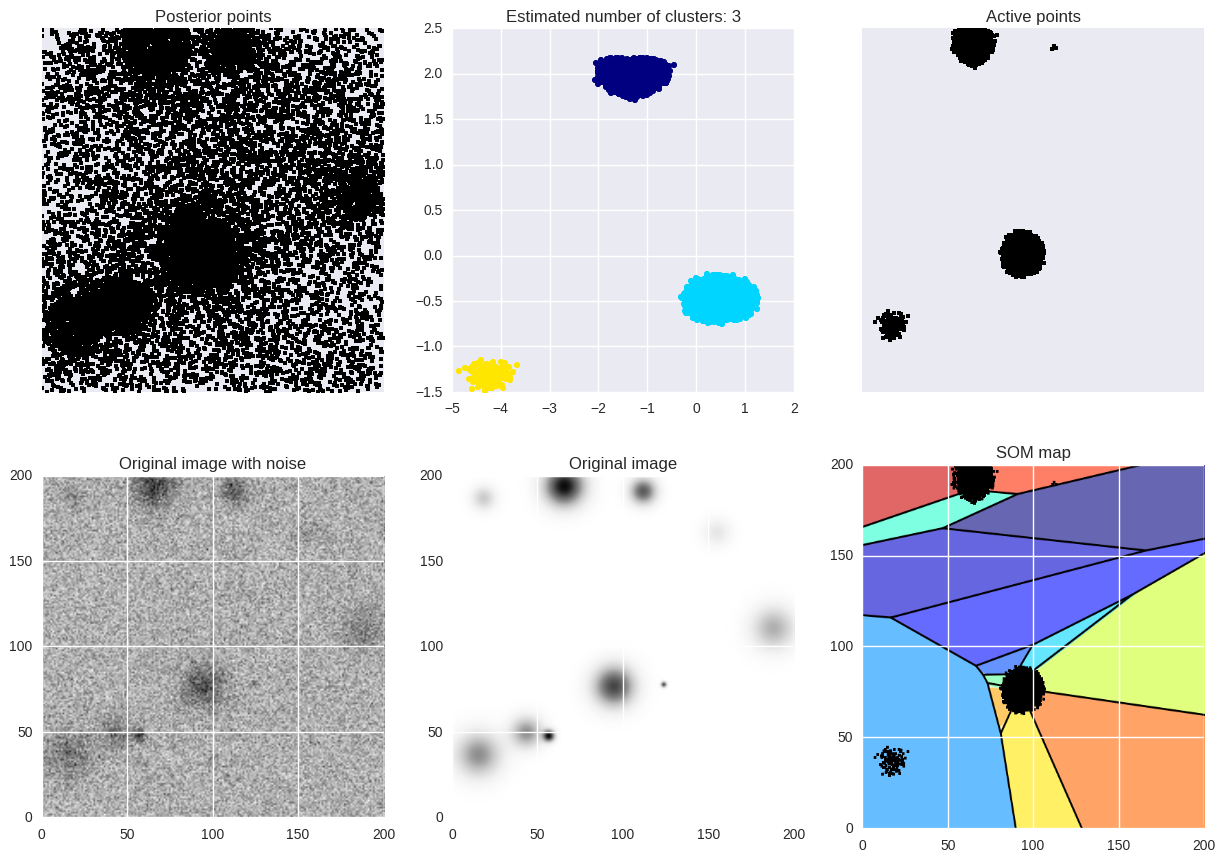 Posterior points
Estimated number of clusters: 3
Active points
2.5
2.0
1.5
1.0
0.5
0.0
−0.5
−1.0
−1.5
−5 −4 −3 −2 −1 0 1 2
Original image with noise
Original image
SOM map
200
150
100
50
0
0 50 100 150 200
200
150
100
50
0
0 50 100 150 200
200
150
100
50
0
0 50 100 150 200